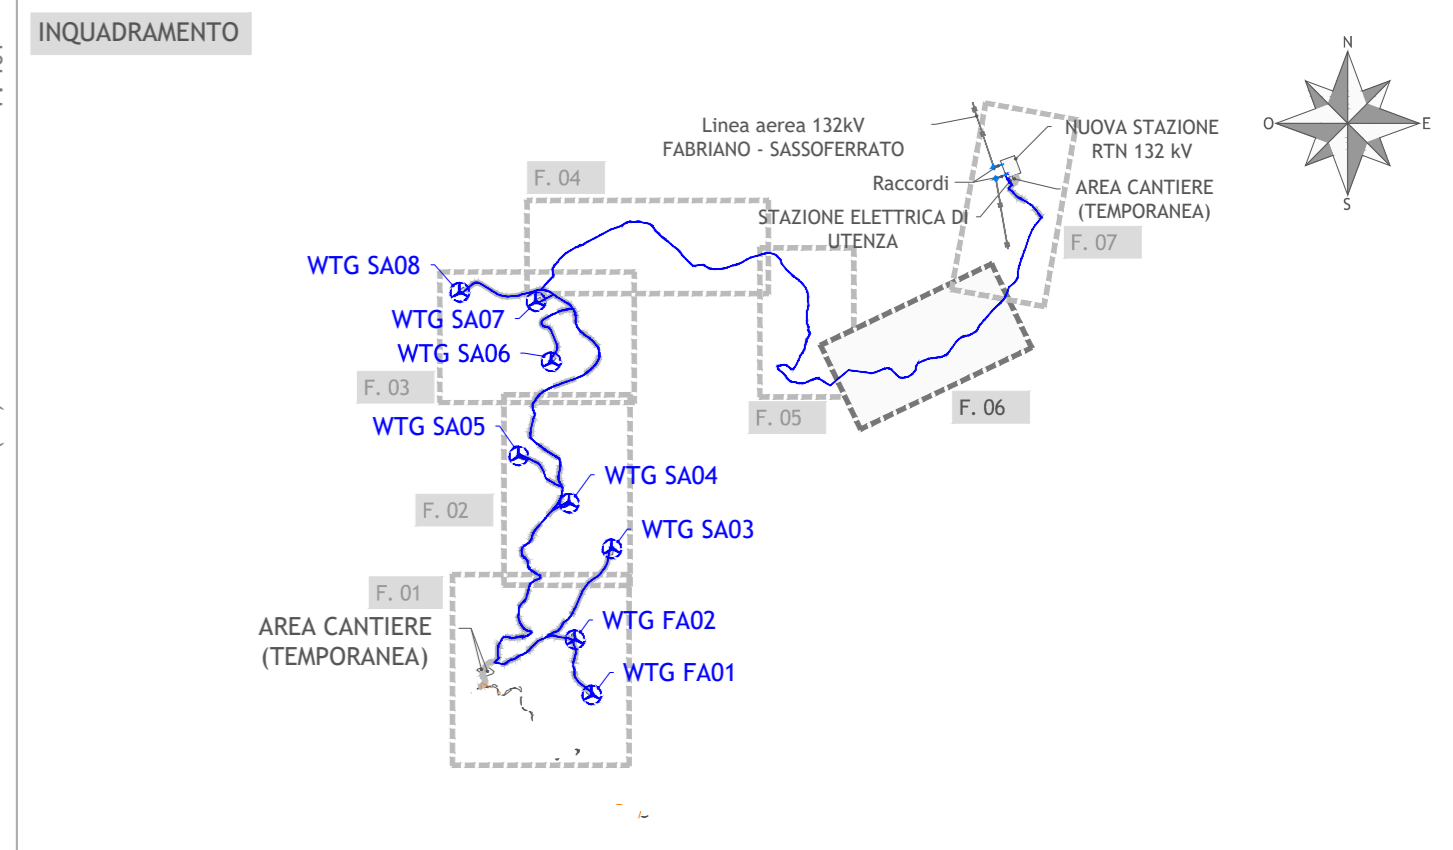 INQUADRAMENTO
N
O
E
S
Linea aerea 132kV
FABRIANO - SASSOFERRATO
NUOVA STAZIONE
RTN 132 kV
Raccordi
AREA CANTIERE
(TEMPORANEA)
STAZIONE ELETTRICA DI
UTENZA
F. 07
F. 04
WTG SA08
WTG SA07
WTG SA06
F. 03
F. 05
F. 06
WTG SA05
WTG SA04
F. 02
WTG SA03
F. 01
AREA CANTIERE
(TEMPORANEA)
WTG FA02
WTG FA01